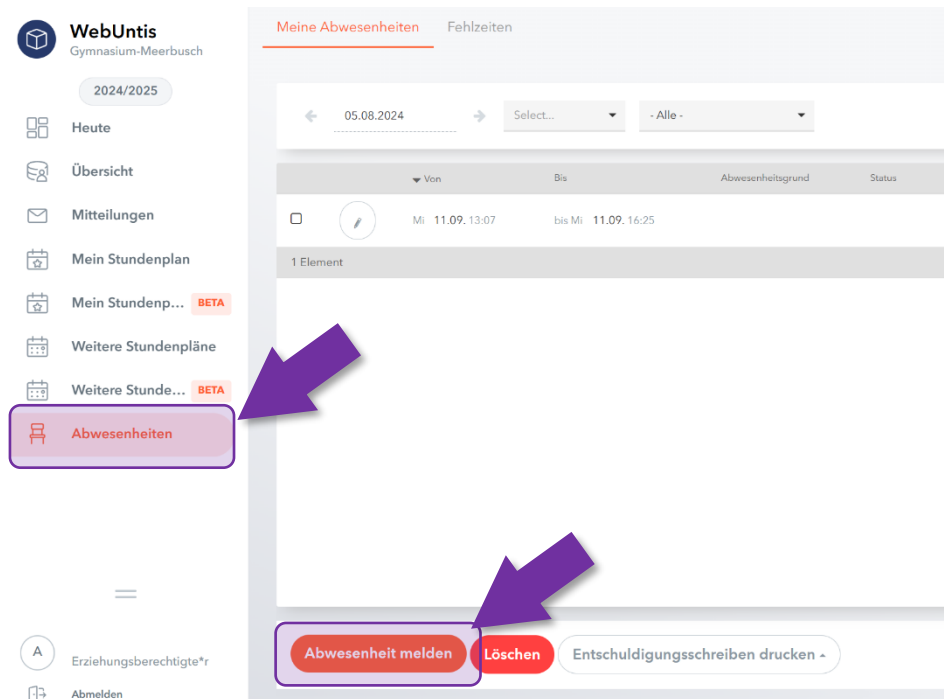 WebUntis
Gymnasium-Meerbusch
2024/2025
Heute
Übersicht
Mitteilungen
Mein Stundenplan
Mein Stundenp... BETA
Weitere Stundenpläne
Weitere Stunde... BETA
Abwesenheiten
A Erziehungsberechtigte*r
Abmelden
Meine Abwesenheiten Fehlzeiten
05.08.2024 Select... - Alle -
Von Bis Abwesenheitsgrund Status
Mi 11.09. 13:07 bis Mi 11.09. 16:25
1 Element
Abwesenheit melden Löschen Entschuldigungsschreiben drucken